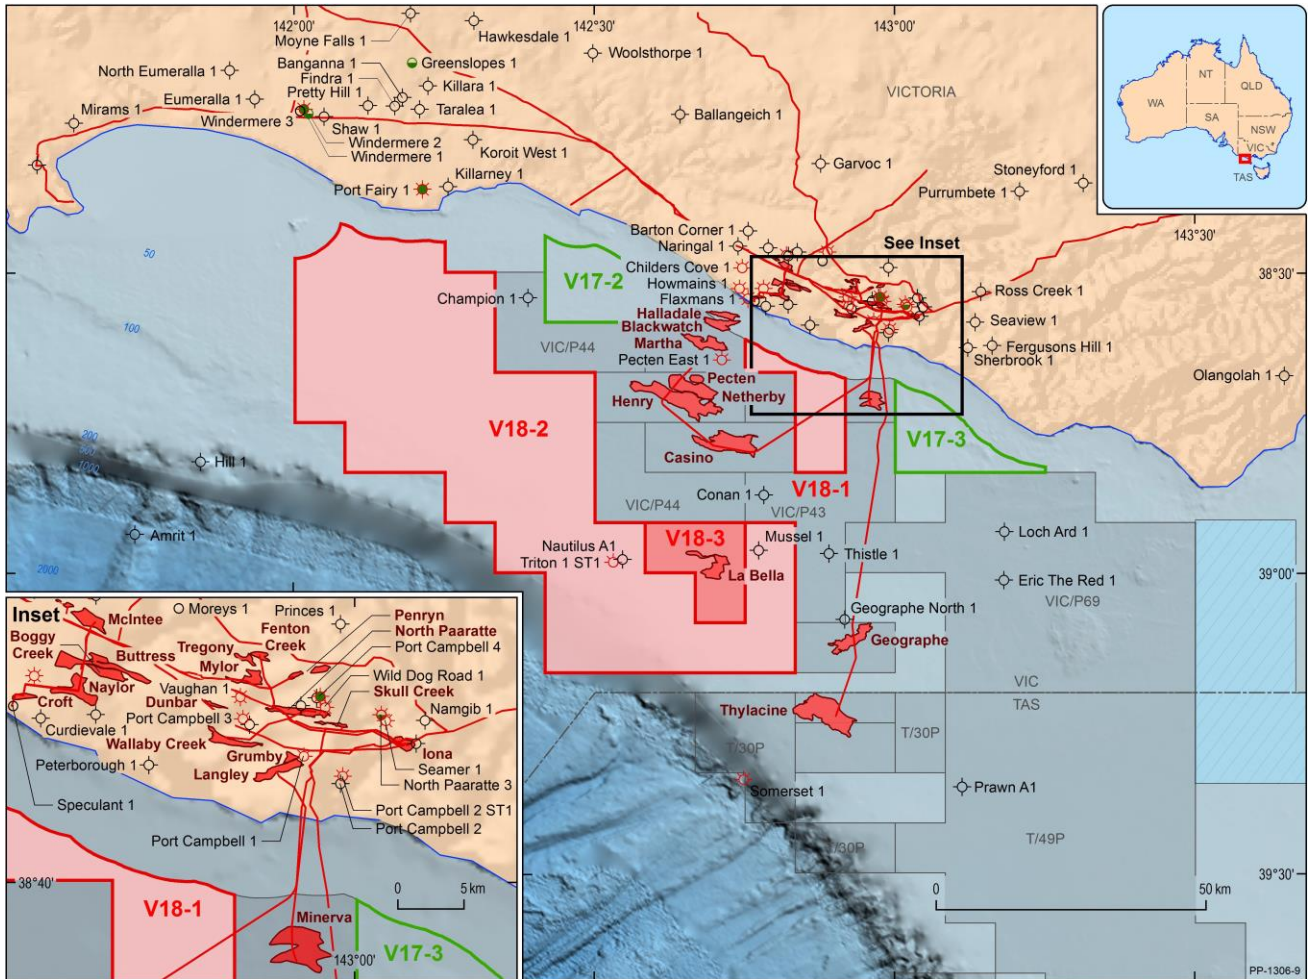 142°00'
142°30'
143°00'
Moyne Falls 1
Hawkesdale 1
Woolsthorpe 1
Banganna 1
Greenslopes 1
North Eumeralla 1
Findra 1
Killara 1
Pretty Hill 1
Eumeralla 1
Taralea 1
Mirams 1
Windermere 3
Shaw 1
Windermere 2
Windermere 1
Ballangeich 1
VICTORIA
Koroit West 1
Garvoc 1
Stoneyford 1
Killarney 1
Port Fairy 1
Purrumbete 1
WA
NT
SA
QLD
NSW
VIC
TAS
143°30'
Barton Corner 1
Naringal 1
See Inset
50
V17-2
Childers Cove 1
Howmains 1
Flaxmans 1
38°30'
Champion 1
Ross Creek 1
Halladale
Blackwatch
Martha
100
VIC/P44
Seaview 1
Fergusons Hill 1
Sherbrook 1
Pecten East 1
Olangolah 1
Pecten
Henry
Netherby
V18-2
V17-3
Casino
200
500
1000
Hill 1
V18-1
Conan 1
VIC/P44
VIC/P43
Amrit 1
V18-3
Mussel 1
Loch Ard 1
Nautilus A1
Triton 1 ST1
Thistle 1
La Bella
2000
39°00'
Eric The Red 1
VIC/P69
Geographe North 1
Geographe
VIC
TAS
Thylacine
T/30P
T/30P
Somerset 1
Prawn A1
T/30P
T/49P
39°30'
0
50 km
PP-1306-9
Inset
Moreys 1
Princes 1
Penryn
McIntee
North Paaratte
Fenton
Creek
Port Campbell 4
Boggy
Creek
Buttress
Tregony
Mylor
Wild Dog Road 1
Skull Creek
Naylor
Vaughan 1
Croft
Dunbar
Namgib 1
Port Campbell 3
Curdievale 1
Wallaby Creek
Grumby
Iona
Peterborough 1
Langley
Seamer 1
North Paaratte 3
Speculant 1
Port Campbell 2 ST1
Port Campbell 2
Port Campbell 1
38°40'
0
5 km
V18-1
Minerva
143°00'
V17-3